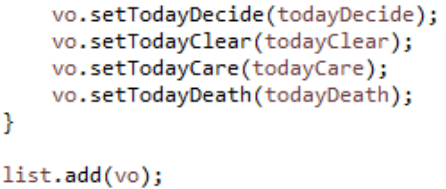 vo.setTodayDecide(todayDecide);
vo.setTodayClear(todayClear);
vo.setTodayCare(todayCare);
vo.setTodayDeath(todayDeath);
}
list.add(vo);